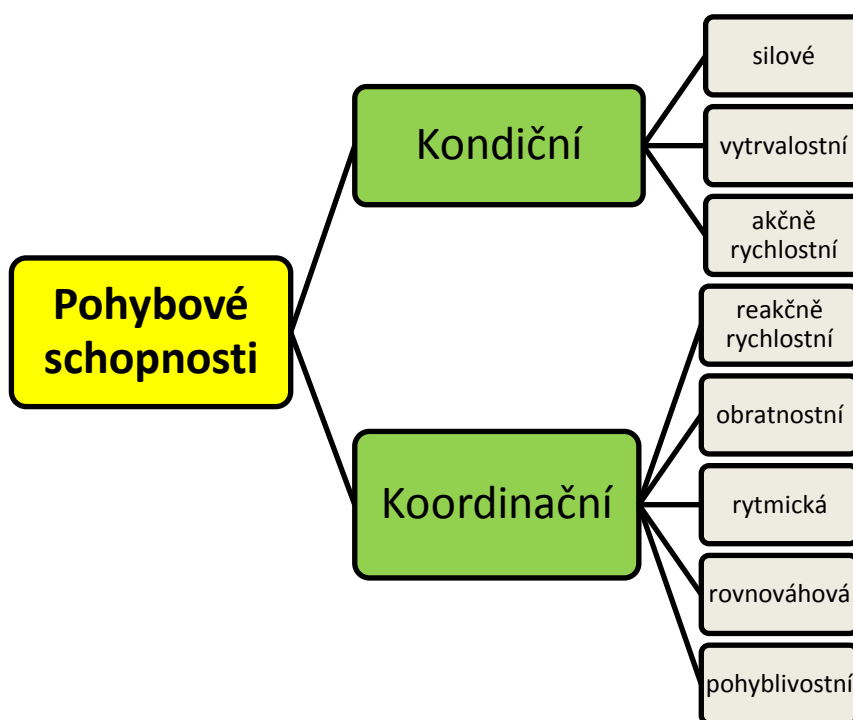 Pohybové
schopnosti
Kondiční
silové
vytrvalostní
akčně
rychlostní
Koordinační
reakčně
rychlostní
obratnostní
rytmická
rovnováhová
pohyblivostní